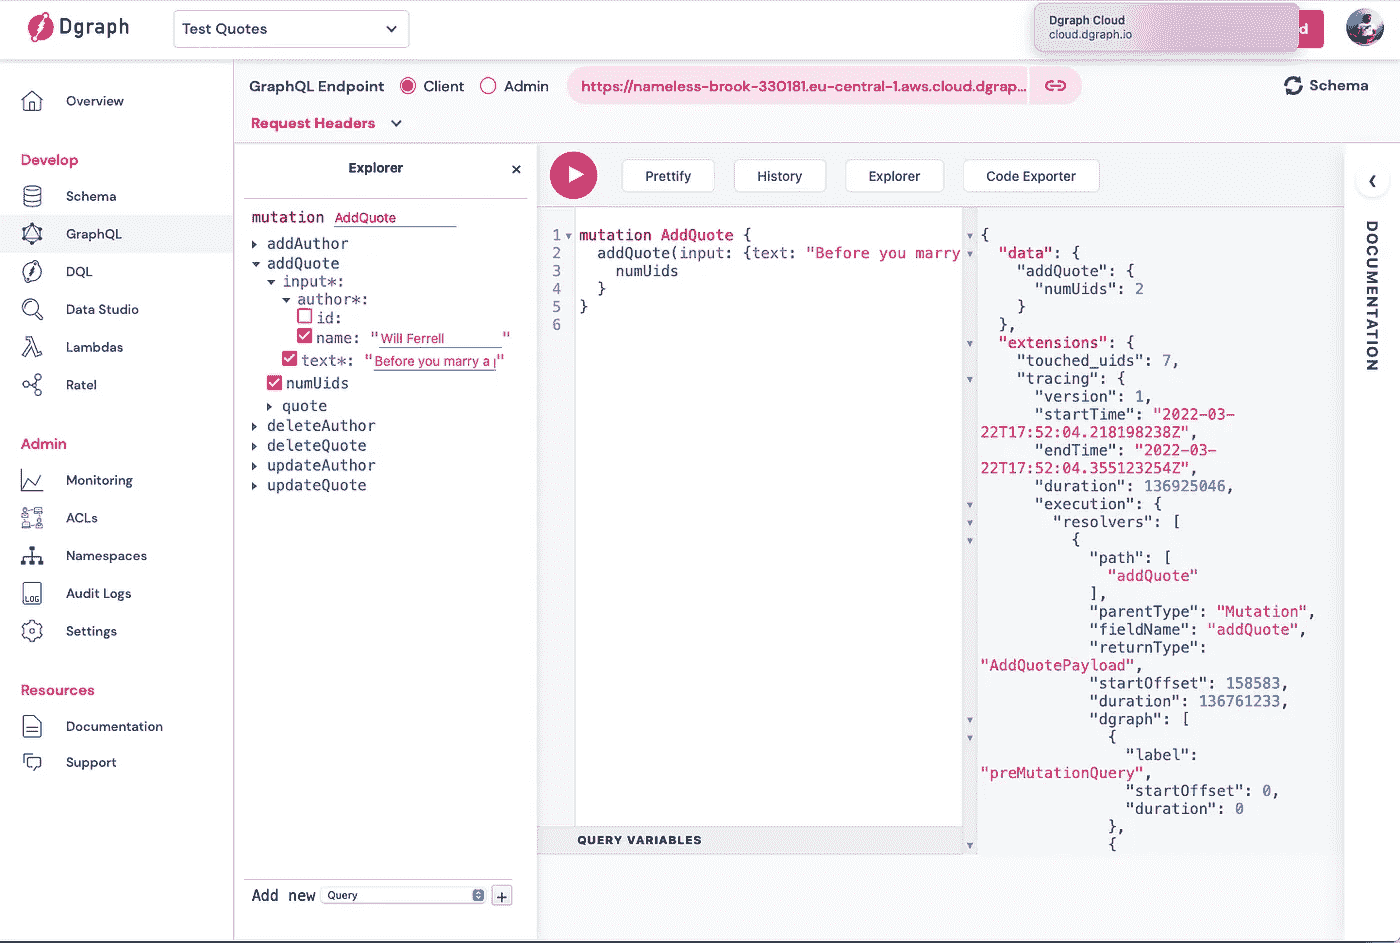 Dgraph
Test Quotes
Dgraph Cloud
cloud.dgraph.io
d
Overview
Develop
Schema
GraphQL
DQL
Data Studio
Lambdas
Ratel
Admin
Monitoring
ACLs
Namespaces
LOG
Audit Logs
Settings
Resources
Documentation
Support
GraphQL Endpoint Client Admin https://nameless-brook-330181.eu-central-1.aws.cloud.dgrap... Schema
Request Headers
Explorer ×
mutation AddQuote
addAuthor
addQuote
input*:
author*:
id:
name: "Will Ferrell"
text*: "Before you marry a p"
numUids
quote
deleteAuthor
deleteQuote
updateAuthor
updateQuote
Add new Query +
Prettify History Explorer Code Exporter
1 mutation AddQuote {
2 addQuote(input: {text: "Before you marry
3 numUids
4 }
5 }
6
QUERY VARIABLES
{
"data": {
"addQuote": {
"numUids": 2
}
},
"extensions": {
"touched_uids": 7,
"tracing": {
"version": 1,
"startTime": "2022-03-
22T17:52:04.218198238Z",
"endTime": "2022-03-
22T17:52:04.355123254Z",
"duration": 136925046,
"execution": {
"resolvers": [
{
"path": [
"addQuote"
],
"parentType": "Mutation",
"fieldName": "addQuote",
"returnType":
"AddQuotePayload",
"startOffset": 158583,
"duration": 136761233,
"dgraph": [
{
"label":
"preMutationQuery",
"startOffset": 0,
"duration": 0
},
{
DOCUMENTATION